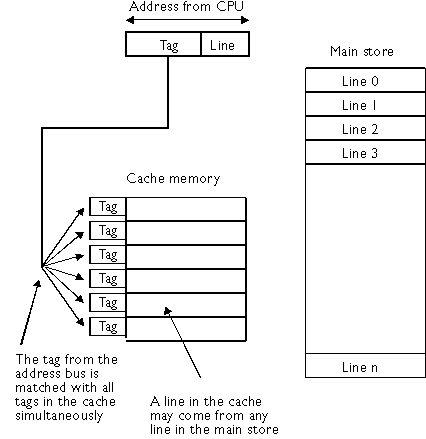 Address from CPU
Tag
Line
Main store
Line 0
Line 1
Line 2
Line 3
Line n
Cache memory
Tag
Tag
Tag
Tag
Tag
Tag
The tag from the
address bus is
matched with all
tags in the cache
simultaneously
A line in the cache
may come from any
line in the main store